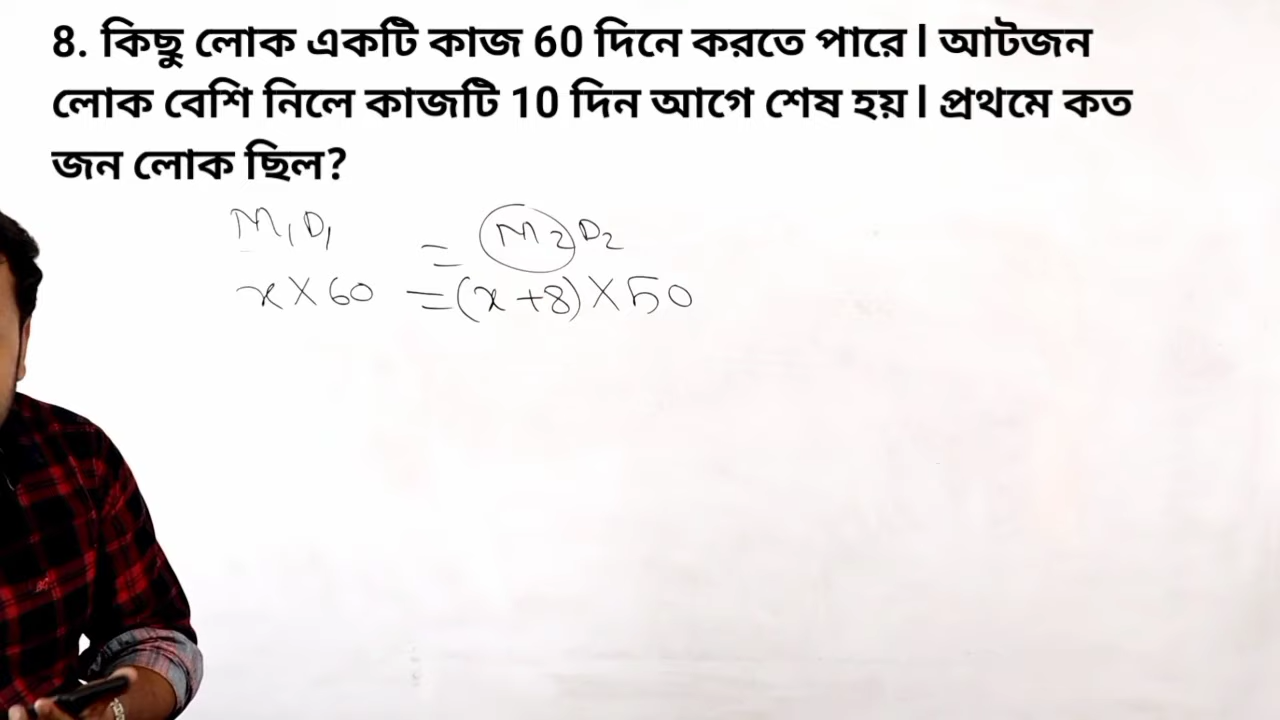 8. কিছু লোক একটি কাজ 60 দিনে করতে পারে। আটজন
লোক বেশি নিলে কাজটি 10 দিন আগে শেষ হয়। প্রথমে কত
জন লোক ছিল?
M₁D₁ = M₂D₂
x × 60 = (x + 8) × 50